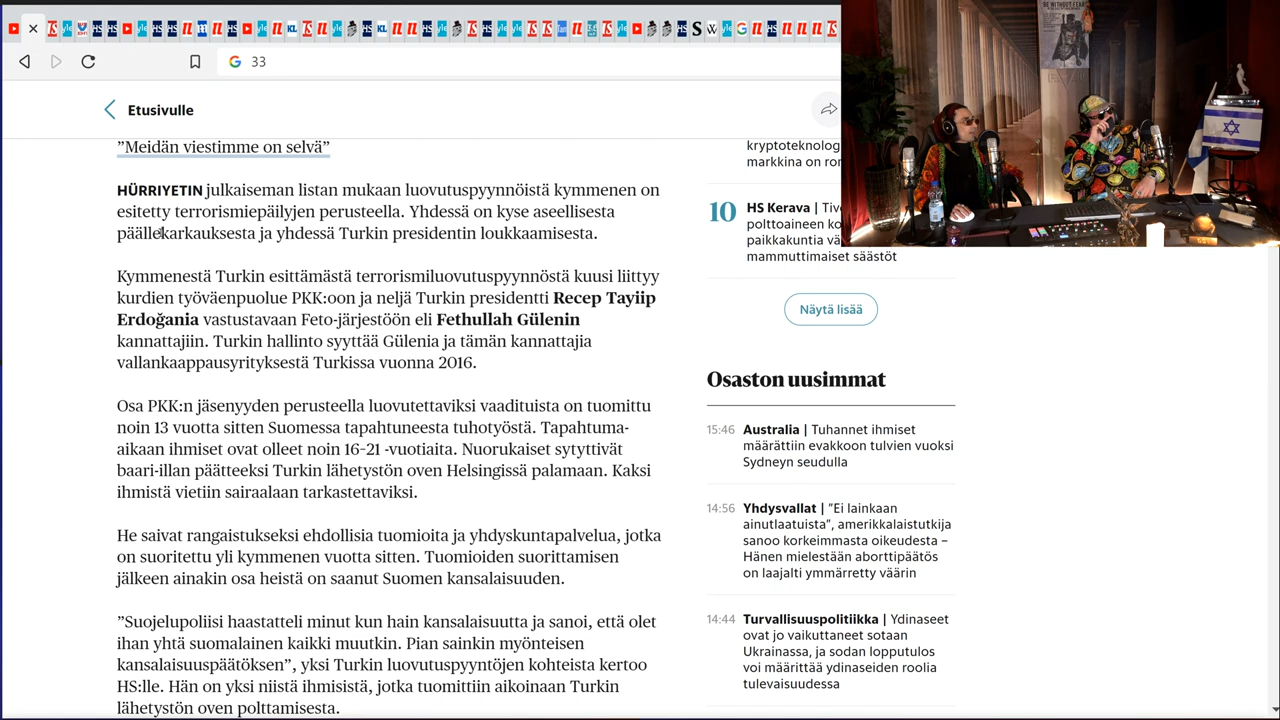 33
Etusivulle
”Meidän viestimme on selvä”
HÜRRIYETIN julkaiseman listan mukaan luovutuspyynnöistä kymmenen on
esitetty terrorismiepäilyjen perusteella. Yhdessä on kyse aseellisesta
päällekarkauksesta ja yhdessä Turkin presidentin loukkaamisesta.
Kymmenestä Turkin esittämästä terrorismiluovutuspyynnöstä kuusi liittyy
kurdien työväenpuolue PKK:oon ja neljä Turkin presidentti Recep Tayiip
Erdogania vastustavaan Feto-järjestöön eli Fethullah Gülenin
kannattajiin. Turkin hallinto syyttää Gülenia ja tämän kannattajia
vallankaappausyrityksestä Turkissa vuonna 2016.
Osa PKK:n jäsenyyden perusteella luovutettaviksi vaadituista on tuomittu
noin 13 vuotta sitten Suomessa tapahtuneesta tuhotyöstä. Tapahtuma-
aikaan ihmiset ovat olleet noin 16–21 -vuotiaita. Nuorukaiset sytyttivät
baari-illan päätteeksi Turkin lähetystön oven Helsingissä palamaan. Kaksi
ihmistä vietiin sairaalaan tarkastettaviksi.
He saivat rangaistukseksi ehdollisia tuomioita ja yhdyskuntapalvelua, jotka
on suoritettu yli kymmenen vuotta sitten. Tuomioiden suorittamisen
jälkeen ainakin osa heistä on saanut Suomen kansalaisuuden.
”Suojelupoliisi haastatteli minut kun hain kansalaisuutta ja sanoi, että olet
ihan yhtä suomalainen kaikki muutkin. Pian sainkin myönteisen
kansalaisuuspäätöksen”, yksi Turkin luovutuspyyntöjen kohteista kertoo
HS:lle. Hän on yksi niistä ihmisistä, jotka tuomittiin aikoinaan Turkin
lähetystön oven polttamisesta.
kryptoteknolog
markkina on ror
10 HS Kerava | Tiv
polttoaineen ko
paikkakuntia vä
mammuttimaiset säästöt
Näytä lisää
Osaston uusimmat
15:46 Australia | Tuhannet ihmiset
määrättiin evakkoon tulvien vuoksi
Sydneyn seudulla
14:56 Yhdysvallat | ”Ei lainkaan
ainutlaatuista”, amerikkalaistutkija
sanoo korkeimmasta oikeudesta –
Hänen mielestään aborttipäätös
on laajalti ymmärretty väärin
14:44 Turvallisuuspolitiikka | Ydinaseet
ovat jo vaikuttaneet sotaan
Ukrainassa, ja sodan lopputulos
voi määrittää ydinaseiden roolia
tulevaisuudessa
BE WITHOUT FEAR